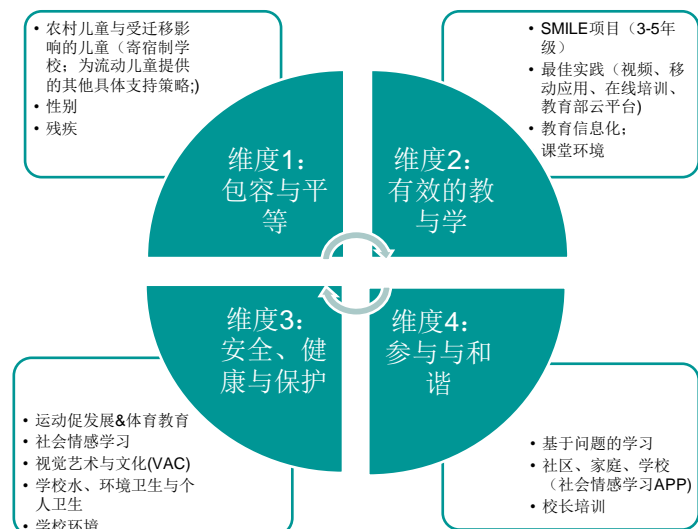 • 农村儿童与受迁移影
响的儿童（寄宿制学
校；为流动儿童提供
的其他具体支持策略;)
• 性别
• 残疾
• SMILE项目（3-5年
级）
• 最佳实践（视频、移
动应用、在线培训、
教育部云平台)
• 教育信息化；
课堂环境
维度1：
包容与平
等
维度2：
有效的教
与学
维度3：
安全、健
康与保护
维度4：
参与与和
谐
• 运动促发展&体育教育
• 社会情感学习
• 视觉艺术与文化(VAC)
• 学校水、环境卫生与个
人卫生
• 学校环境
• 基于问题的学习
• 社区、家庭、学校
（社会情感学习APP)
• 校长培训